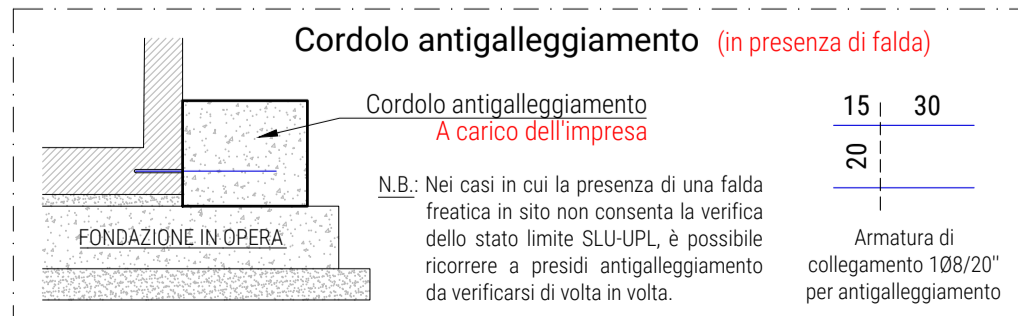 Cordolo antigalleggiamento (in presenza di falda)
Cordolo antigalleggiamento
A carico dell'impresa
N.B.: Nei casi in cui la presenza di una falda
freatica in sito non consenta la verifica
dello stato limite SLU-UPL, è possibile
ricorrere a presidi antigalleggiamento
da verificarsi di volta in volta.
FONDAZIONE IN OPERA
15 30
20
Armatura di
collegamento 1Ø8/20"
per antigalleggiamento